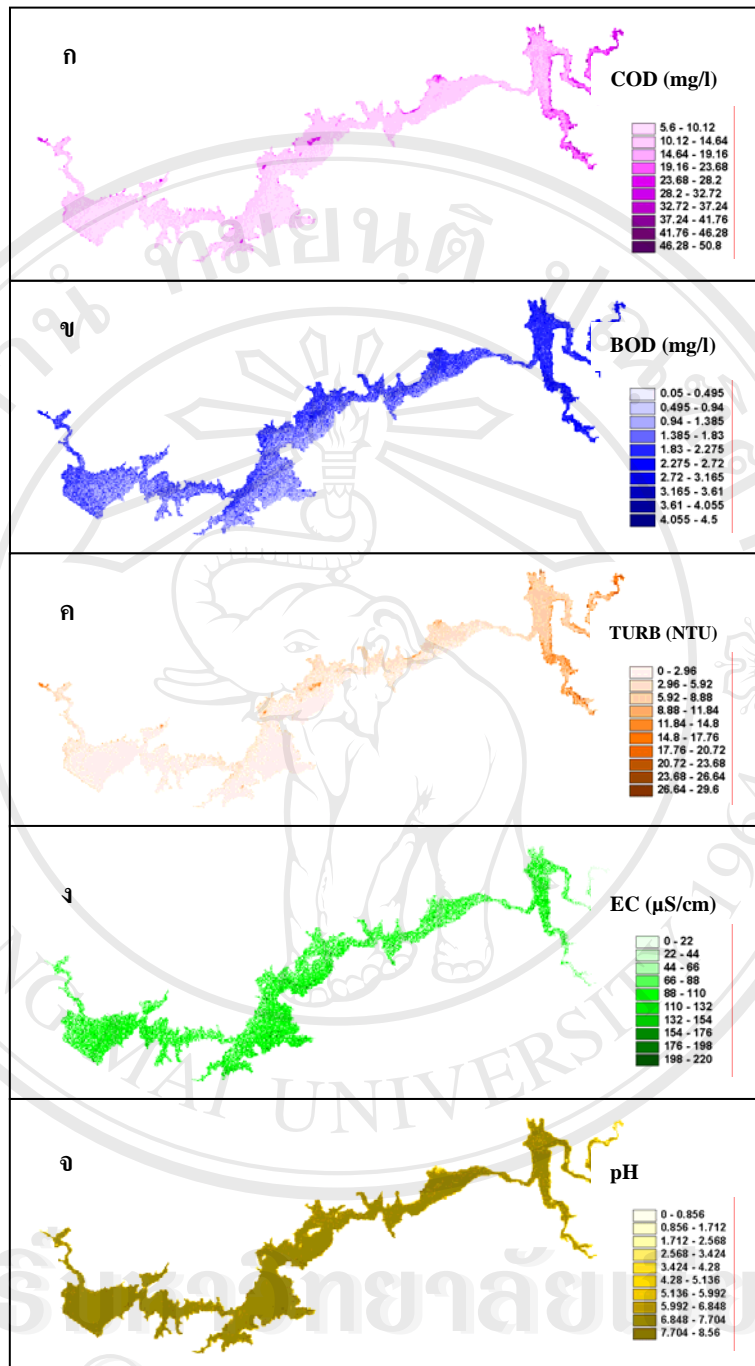 ก
COD (mg/l)
5.6 - 10.12
10.12 - 14.64
14.64 - 19.16
19.16 - 23.68
23.68 - 28.2
28.2 - 32.72
32.72 - 37.24
37.24 - 41.76
41.76 - 46.28
46.28 - 50.8
ข
BOD (mg/l)
0.05 - 0.495
0.495 - 0.94
0.94 - 1.385
1.385 - 1.83
1.83 - 2.275
2.275 - 2.72
2.72 - 3.165
3.165 - 3.61
3.61 - 4.055
4.055 - 4.5
ค
TURB (NTU)
0 - 2.96
2.96 - 5.92
5.92 - 8.88
8.88 - 11.84
11.84 - 14.8
14.8 - 17.76
17.76 - 20.72
20.72 - 23.68
23.68 - 26.64
26.64 - 29.6
ง
EC (µS/cm)
0 - 22
22 - 44
44 - 66
66 - 88
88 - 110
110 - 132
132 - 154
154 - 176
176 - 198
198 - 220
MAI UNIVERSITY 196
จ
pH
0 - 0.856
0.856 - 1.712
1.712 - 2.568
2.568 - 3.424
3.424 - 4.28
4.28 - 5.136
5.136 - 5.992
5.992 - 6.848
6.848 - 7.704
7.704 - 8.56